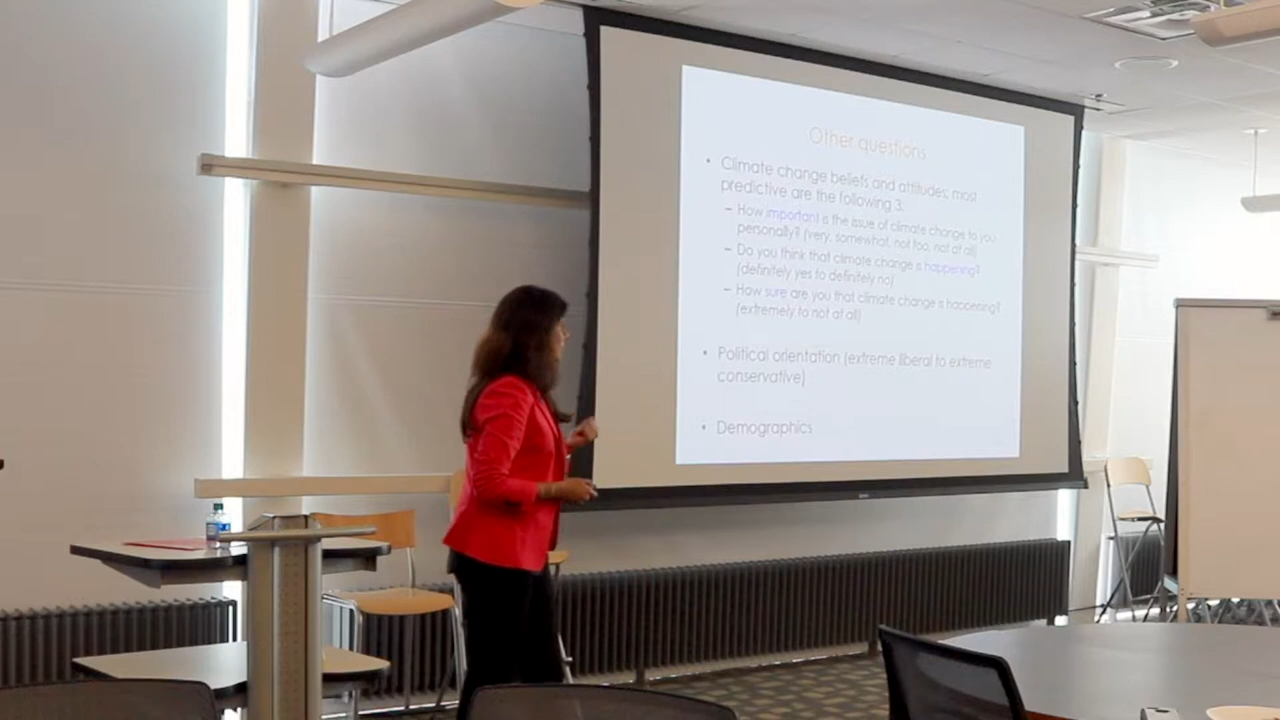 Other questions
• Climate change beliefs and attitudes; most
predictive are the following 3.
– How important is the issue of climate change to you
personally? (very, somewhat, not too, not at all)
– Do you think that climate change is happening?
(definitely yes to definitely no)
– How sure are you that climate change is happening?
(extremely to not at all)
• Political orientation (extreme liberal to extreme
conservative)
• Demographics